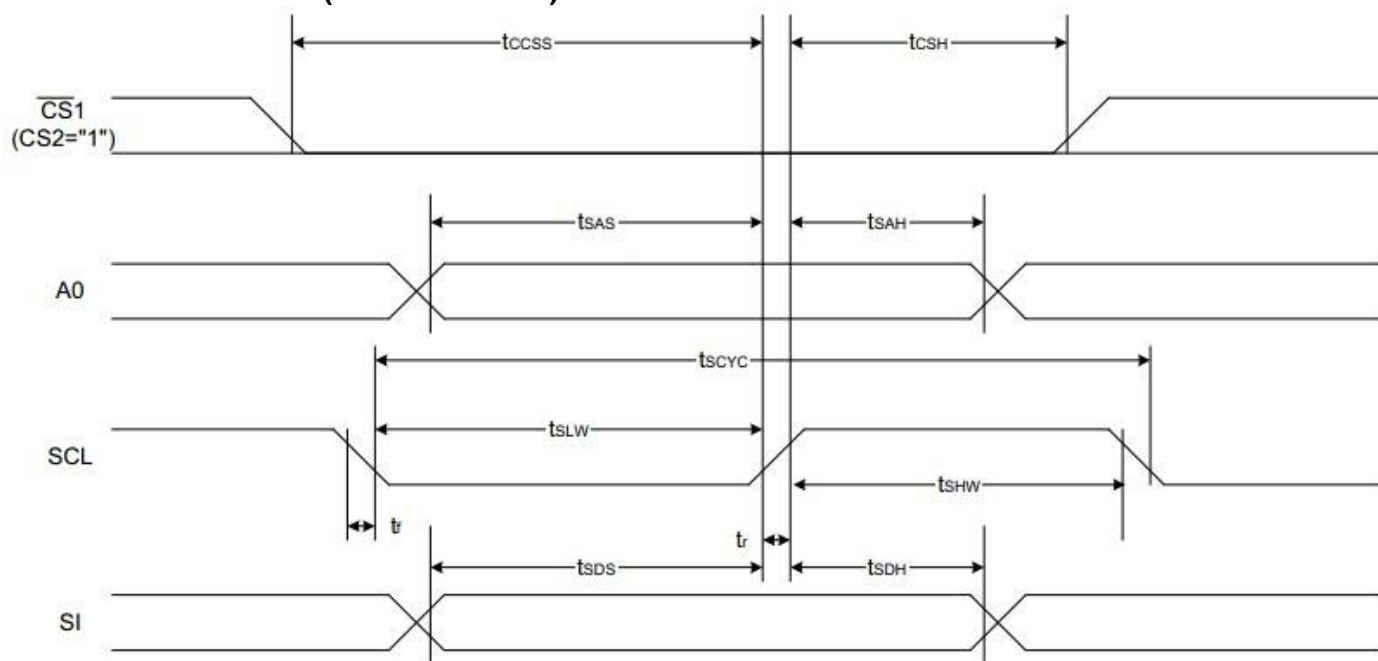 tCCSS
tCSH
CS1
(CS2="1")
tSAS
tSAH
A0
tSCYC
tSLW
SCL
tSHW
tf
tr
tSDS
tSDH
SI